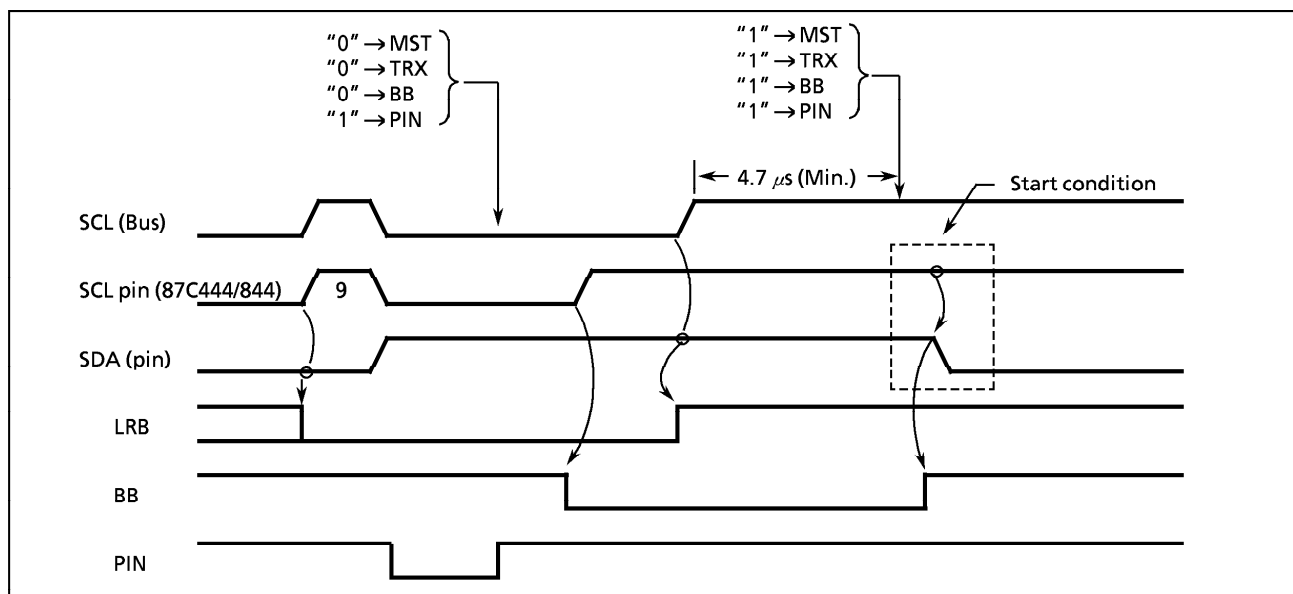 “0” → MST
“0” → TRX
“0” → BB
“1” → PIN
“1” → MST
“1” → TRX
“1” → BB
“1” → PIN
4.7 μs (Min.)
Start condition
SCL (Bus)
SCL pin (87C444/844)
9
SDA (pin)
LRB
BB
PIN